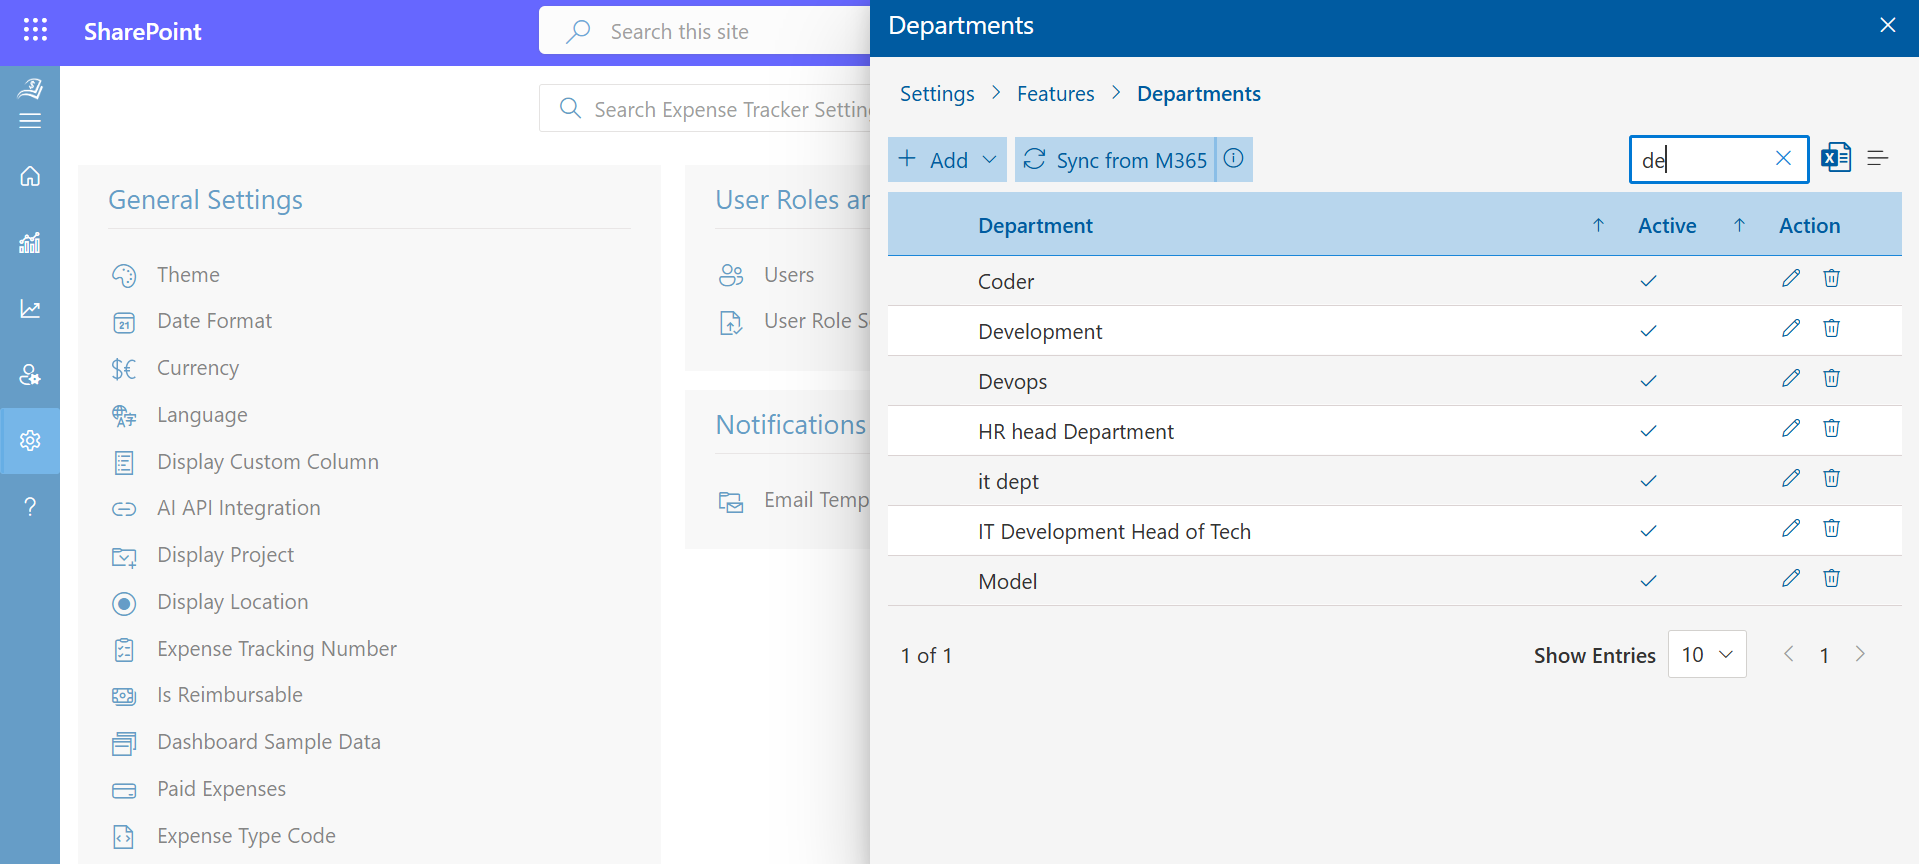 SharePoint
Search this site
Search Expense Tracker Setting
General Settings
Theme
Date Format
21
Currency
Language
Display Custom Column
AI API Integration
Display Project
Display Location
Expense Tracking Number
Is Reimbursable
Dashboard Sample Data
Paid Expenses
Expense Type Code
User Roles an
Users
User Role S
Notifications
Email Temp
Departments
Settings > Features > Departments
Add
Sync from M365
de
Department Active Action
Coder
Development
Devops
HR head Department
it dept
IT Development Head of Tech
Model
1 of 1
Show Entries 10 1